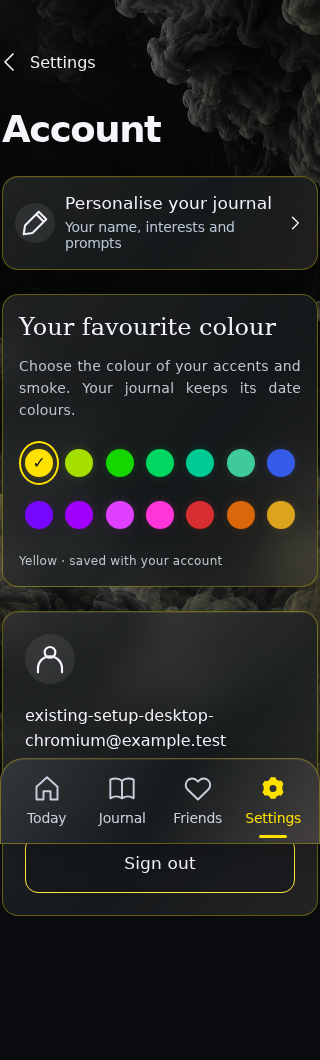 Settings
Account
Personalise your journal
Your name, interests and
prompts
Your favourite colour
Choose the colour of your accents and
smoke. Your journal keeps its date
colours.
✓
Yellow · saved with your account
existing-setup-desktop-
chromium@example.test
Today Journal Friends Settings
Sign out